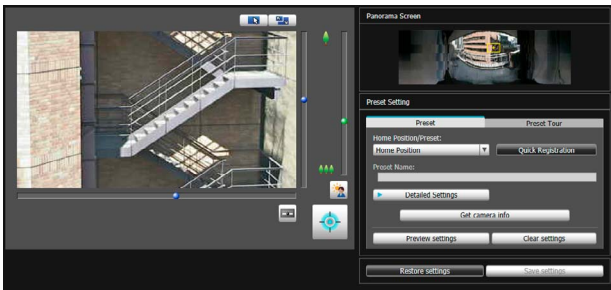 Panorama Screen
Preset Setting
Preset
Preset Tour
Home Position/Preset:
Home Position
Quick Registration
Preset Name:
Detailed Settings
Get camera info
Preview settings
Clear settings
Restore settings
Save settings